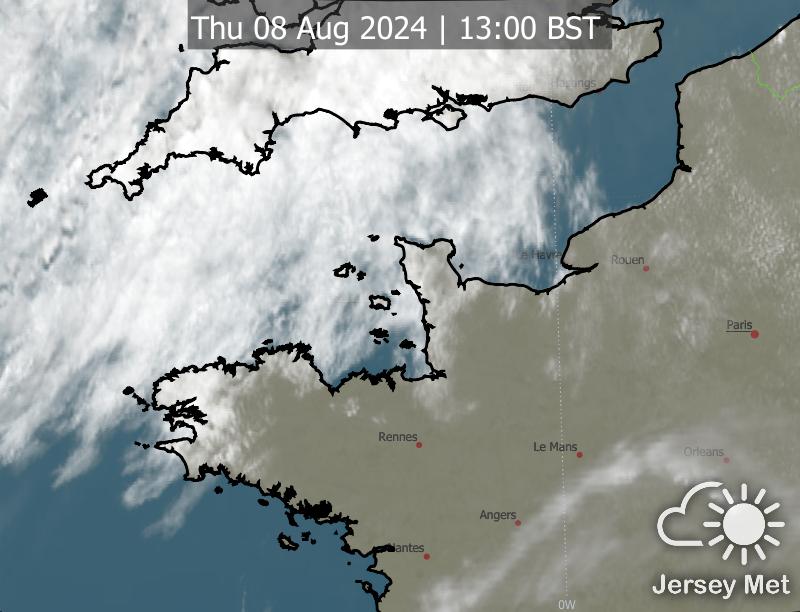 Thu 08 Aug 2024 | 13:00 BST
Hastings
Le Havre
Rouen
Paris
Rennes
Le Mans
Orleans
Angers
Nantes
0W
Jersey Met